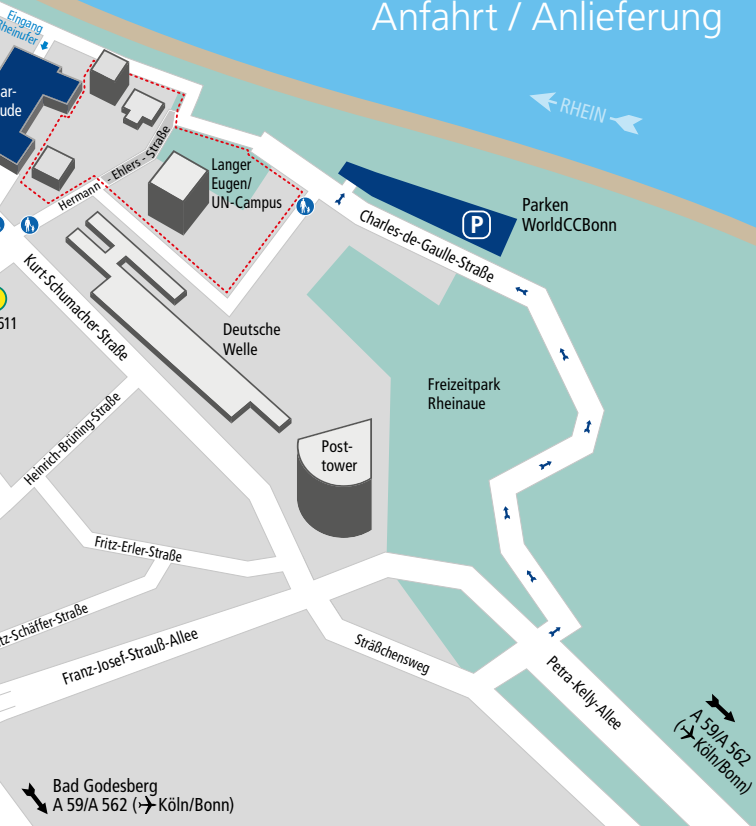 Anfahrt / Anlieferung
Eingang
Rheinufer
ar-
ude
RHEIN
Hermann - Ehlers - Straße
Langer
Eugen/
UN-Campus
Parken
WorldCCBonn
P
Charles-de-Gaulle-Straße
Kurt-Schumacher-Straße
611
Deutsche
Welle
Freizeitpark
Rheinaue
Heinrich-Brüning-Straße
Post-
tower
Fritz-Erler-Straße
tz-Schäffer-Straße
Franz-Josef-Strauß-Allee
Sträßchensweg
Petra-Kelly-Allee
A 59/A 562
(Köln/Bonn)
Bad Godesberg
A 59/A 562 (Köln/Bonn)